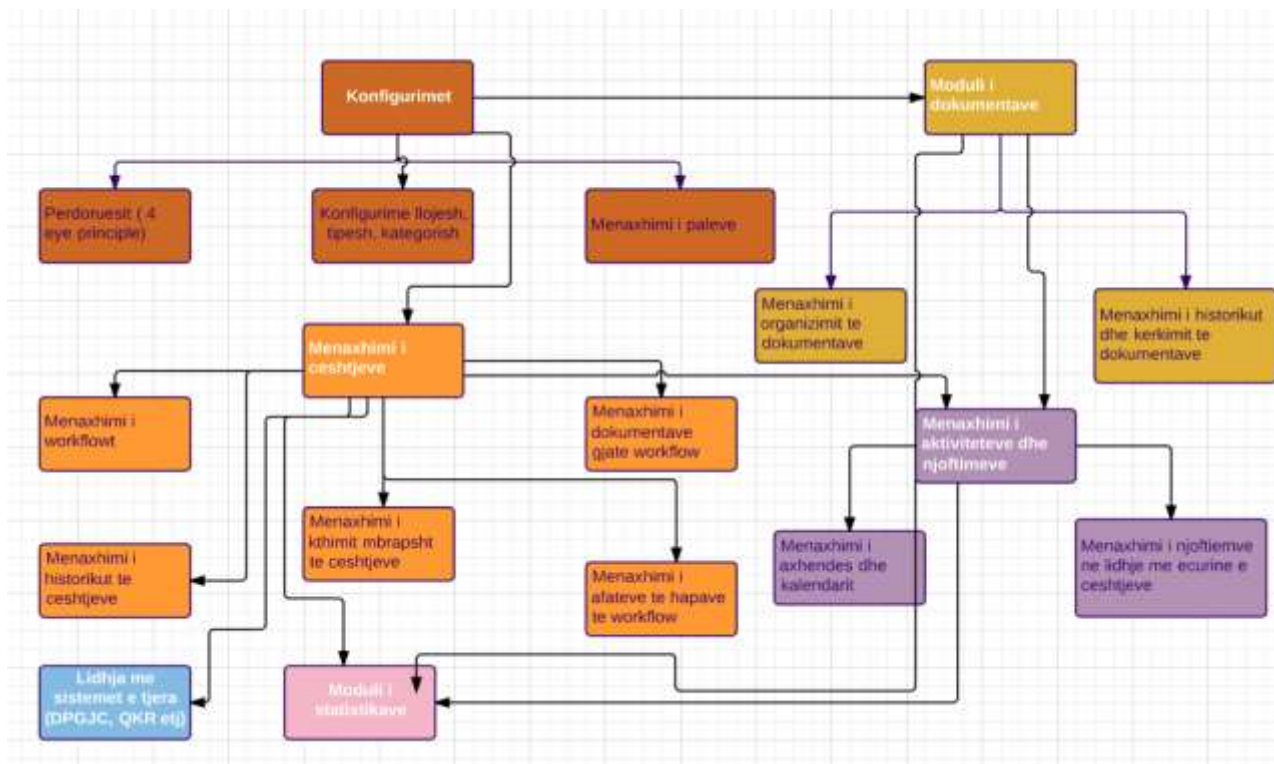 Konfigurimet
Moduli i
dokumentave
Perdoruesit ( 4
eye principle)
Konfigurime llojesh,
tipesh, kategorish
Menaxhimi i paleve
Menaxhimi i
organizimit te
dokumentave
Menaxhimi i historikut
dhe kerkimit te
dokumentave
Menaxhimi i
ceshtjeve
Menaxhimi i
workflowt
Menaxhimi i
dokumentave
gjate workflow
Menaxhimi i
aktiviteteve dhe
njoftimeve
Menaxhimi i
kthimit mbrapsht
te ceshtjeve
Menaxhimi i
historikut te
ceshtjeve
Menaxhimi i
afateve te hapave
te workflow
Menaxhimi i
axhendes dhe
kalendarit
Menaxhimi i njoftiemve
ne lidhje me ecurine e
ceshtjeve
Lidhja me
sistemet e tjera
(DPGJC, QKR etj)
Moduli i
statistikave